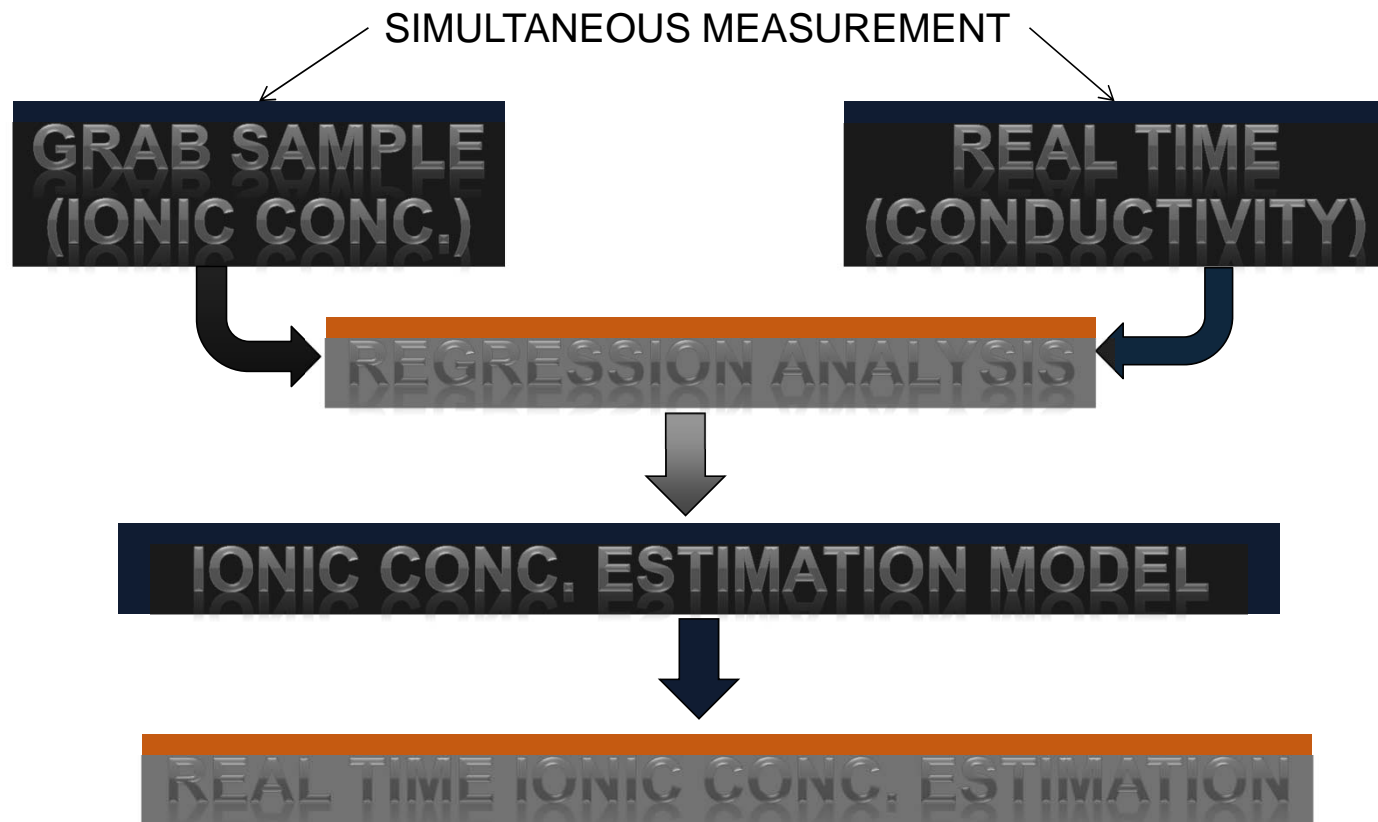 SIMULTANEOUS MEASUREMENT
GRAB SAMPLE
(IONIC CONC.)
REAL TIME
(CONDUCTIVITY)
REGRESSION ANALYSIS
IONIC CONC. ESTIMATION MODEL
REAL TIME IONIC CONC. ESTIMATION